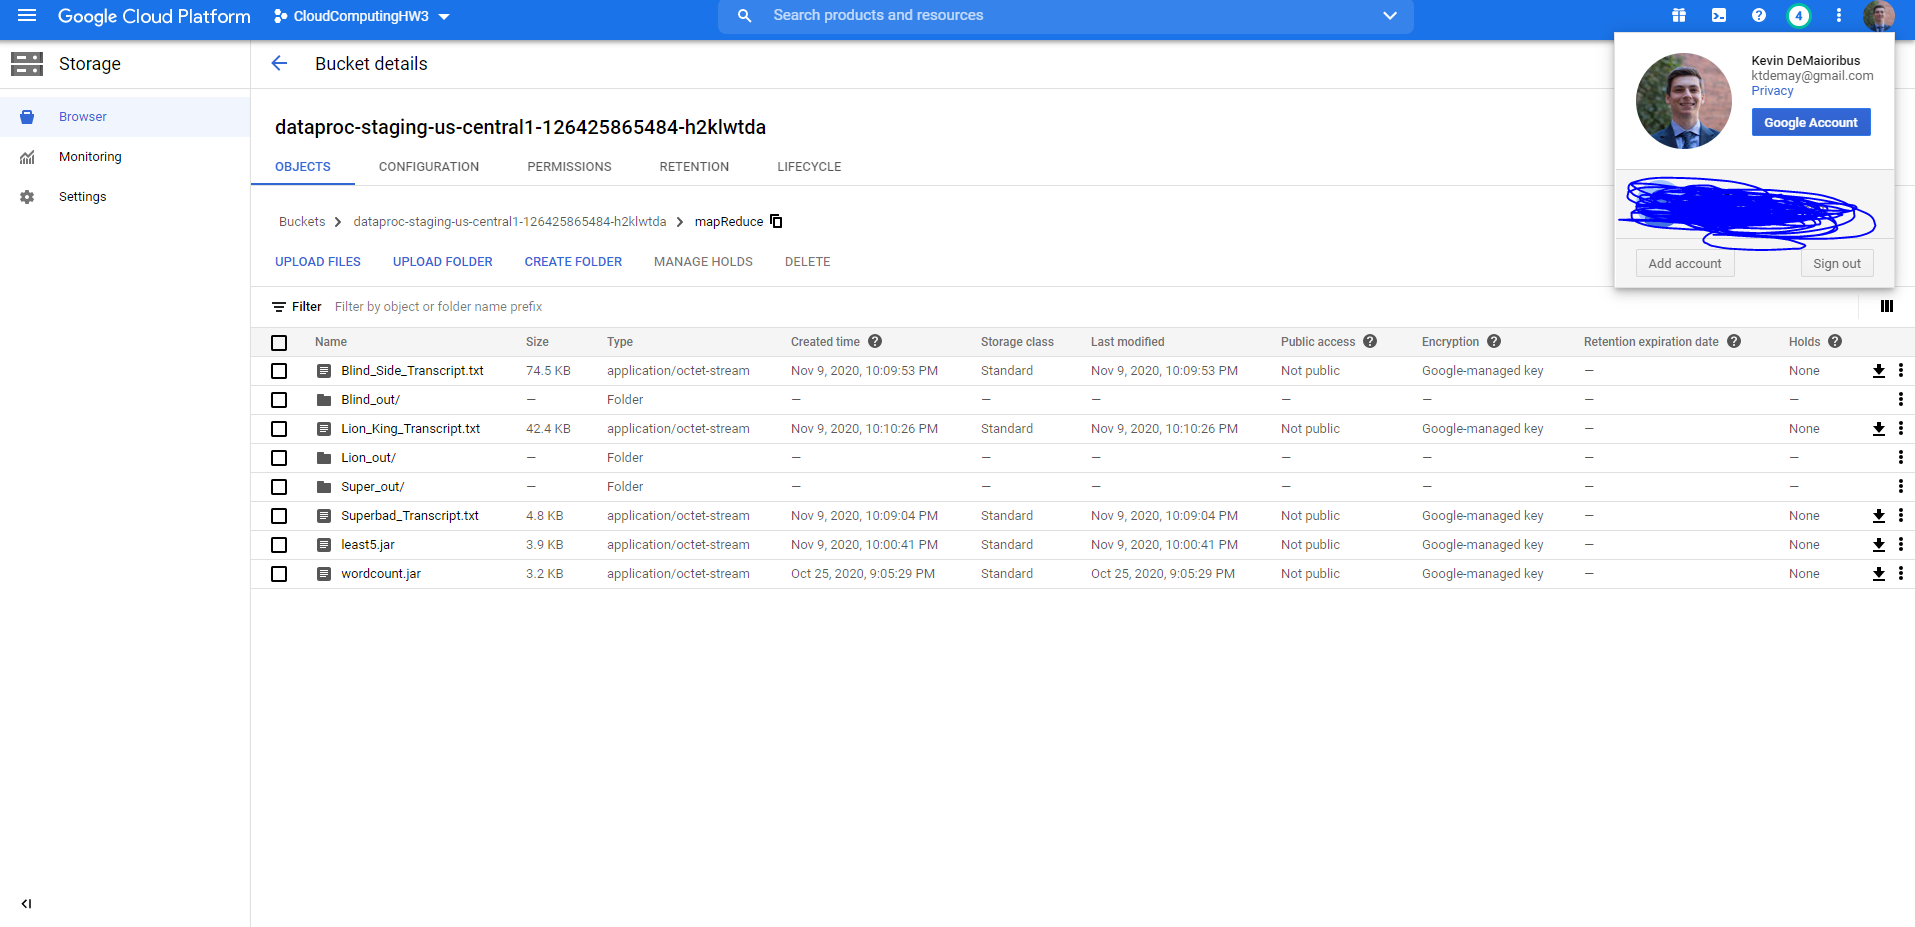 Google Cloud Platform CloudComputingHW3 Search products and resources 4
Storage
Bucket details
Kevin DeMaioribus
ktdemay@gmail.com
Privacy
Google Account
Add account Sign out
Browser
Monitoring
Settings
dataproc-staging-us-central1-126425865484-h2klwtda
OBJECTS CONFIGURATION PERMISSIONS RETENTION LIFECYCLE
Buckets dataproc-staging-us-central1-126425865484-h2klwtda mapReduce
UPLOAD FILES UPLOAD FOLDER CREATE FOLDER MANAGE HOLDS DELETE
Filter Filter by object or folder name prefix
Name Size Type Created time Storage class Last modified Public access Encryption Retention expiration date Holds
Blind_Side_Transcript.txt 74.5 KB application/octet-stream Nov 9, 2020, 10:09:53 PM Standard Nov 9, 2020, 10:09:53 PM Not public Google-managed key — None
Blind_out/ — Folder — — — — — — —
Lion_King_Transcript.txt 42.4 KB application/octet-stream Nov 9, 2020, 10:10:26 PM Standard Nov 9, 2020, 10:10:26 PM Not public Google-managed key — None
Lion_out/ — Folder — — — — — — —
Super_out/ — Folder — — — — — — —
Superbad_Transcript.txt 4.8 KB application/octet-stream Nov 9, 2020, 10:09:04 PM Standard Nov 9, 2020, 10:09:04 PM Not public Google-managed key — None
least5.jar 3.9 KB application/octet-stream Nov 9, 2020, 10:00:41 PM Standard Nov 9, 2020, 10:00:41 PM Not public Google-managed key — None
wordcount.jar 3.2 KB application/octet-stream Oct 25, 2020, 9:05:29 PM Standard Oct 25, 2020, 9:05:29 PM Not public Google-managed key — None